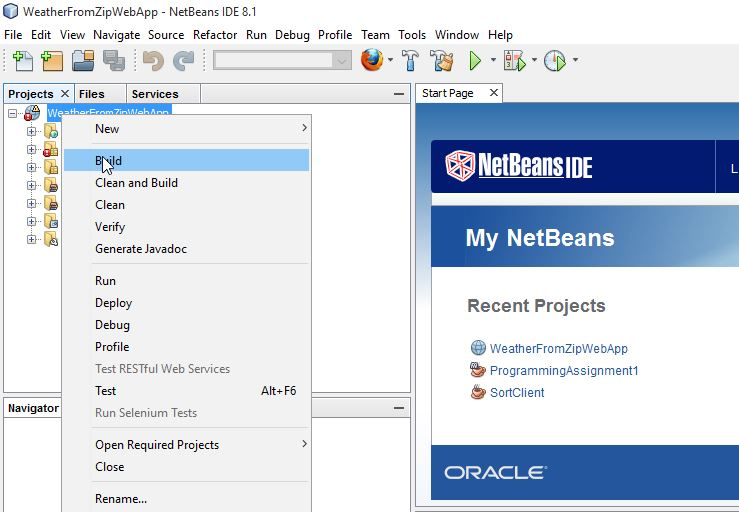 WeatherFromZipWebApp - NetBeans IDE 8.1
File Edit View Navigate Source Refactor Run Debug Profile Team Tools Window Help
Projects Files Services
Start Page
WeatherFromZipWebApp
New
Build
Clean and Build
Clean
Verify
Generate Javadoc
Run
Deploy
Debug
Profile
Test RESTful Web Services
Test Alt+F6
Run Selenium Tests
Open Required Projects
Close
Rename...
Navigator
NetBeans IDE
L
My NetBeans
Recent Projects
WeatherFromZipWebApp
ProgrammingAssignment1
SortClient
ORACLE